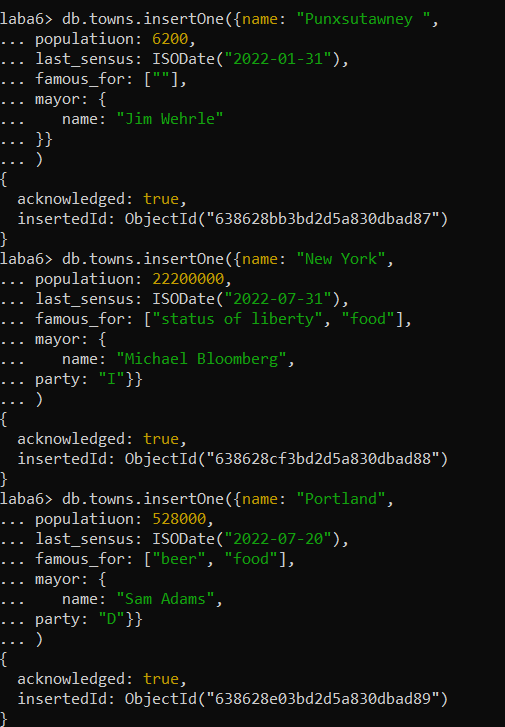 laba6> db.towns.insertOne({name: "Punxsutawney ",
... populatiuon: 6200,
... last_sensus: ISODate("2022-01-31"),
... famous_for: [""],
... mayor: {
...    name: "Jim Wehrle"
... }}
... )
{
  acknowledged: true,
  insertedId: ObjectId("638628bb3bd2d5a830dbad87")
}
laba6> db.towns.insertOne({name: "New York",
... populatiuon: 22200000,
... last_sensus: ISODate("2022-07-31"),
... famous_for: ["status of liberty", "food"],
... mayor: {
...    name: "Michael Bloomberg",
... party: "I"}}
... )
{
  acknowledged: true,
  insertedId: ObjectId("638628cf3bd2d5a830dbad88")
}
laba6> db.towns.insertOne({name: "Portland",
... populatiuon: 528000,
... last_sensus: ISODate("2022-07-20"),
... famous_for: ["beer", "food"],
... mayor: {
...    name: "Sam Adams",
... party: "D"}}
... )
{
  acknowledged: true,
  insertedId: ObjectId("638628e03bd2d5a830dbad89")
}